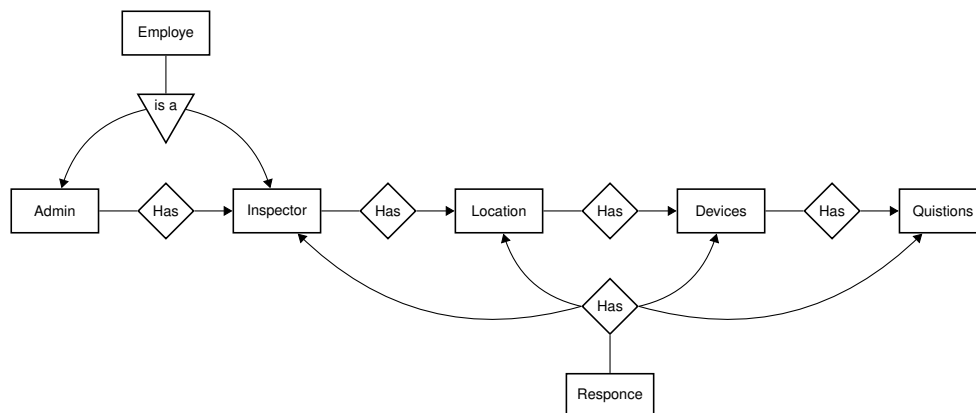 Employe
is a
Admin
Has
Inspector
Has
Location
Has
Devices
Has
Quistions
Has
Responce